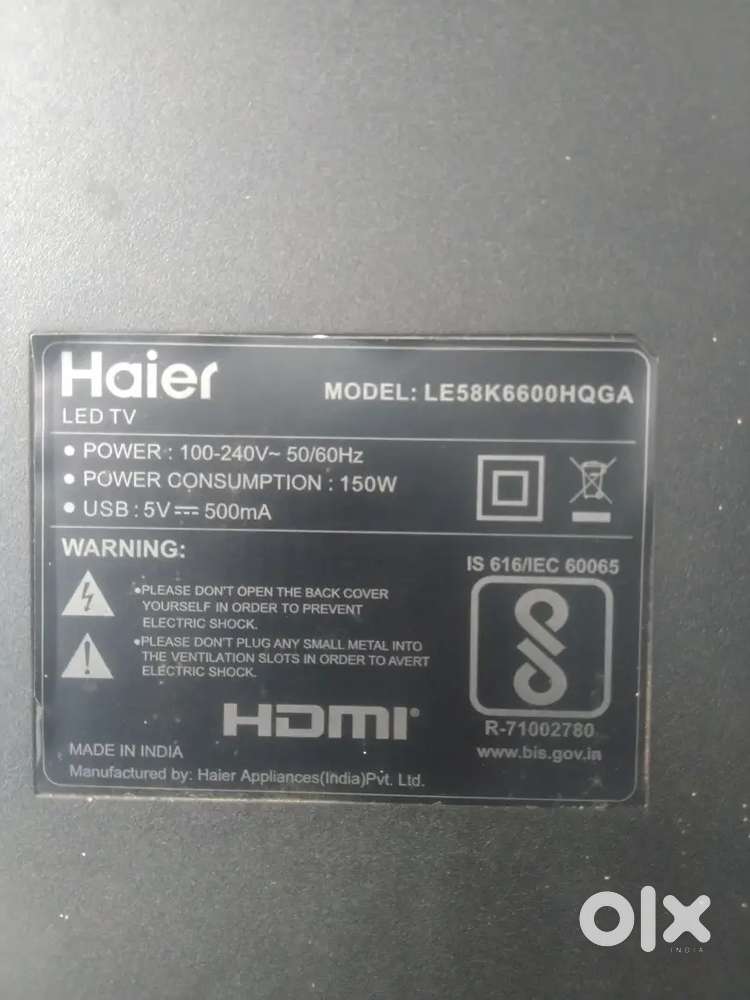 Haier
LED TV
MODEL: LE58K6600HQGA
• POWER : 100-240V~ 50/60Hz
• POWER CONSUMPTION : 150W
• USB : 5V⎓ 500mA
WARNING:
•PLEASE DON'T OPEN THE BACK COVER
YOURSELF IN ORDER TO PREVENT
ELECTRIC SHOCK.
•PLEASE DON'T PLUG ANY SMALL METAL INTO
THE VENTILATION SLOTS IN ORDER TO AVERT
ELECTRIC SHOCK.
IS 616/IEC 60065
R-71002780
www.bis.gov.in
HDMI®
MADE IN INDIA
Manufactured by: Haier Appliances(India)Pvt. Ltd.
olx
INDIA